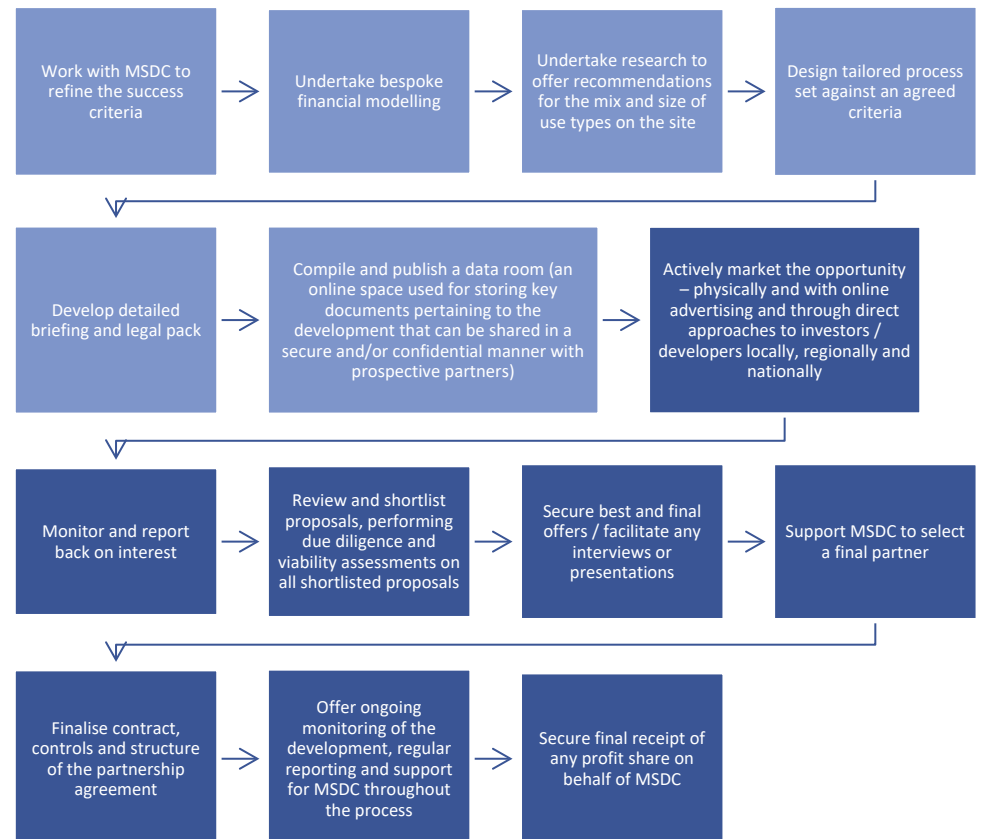 Work with MSDC to
refine the success
criteria
Undertake bespoke
financial modelling
Undertake research to
offer recommendations
for the mix and size of
use types on the site
Design tailored process
set against an agreed
criteria
Develop detailed
briefing and legal pack
Compile and publish a data room (an
online space used for storing key
documents pertaining to the
development that can be shared in a
secure and/or confidential manner with
prospective partners)
Actively market the opportunity
– physically and with online
advertising and through direct
approaches to investors /
developers locally, regionally and
nationally
Monitor and report
back on interest
Review and shortlist
proposals, performing
due diligence and
viability assessments on
all shortlisted proposals
Secure best and final
offers / facilitate any
interviews or
presentations
Support MSDC to select
a final partner
Finalise contract,
controls and structure
of the partnership
agreement
Offer ongoing
monitoring of the
development, regular
reporting and support
for MSDC throughout
the process
Secure final receipt of
any profit share on
behalf of MSDC